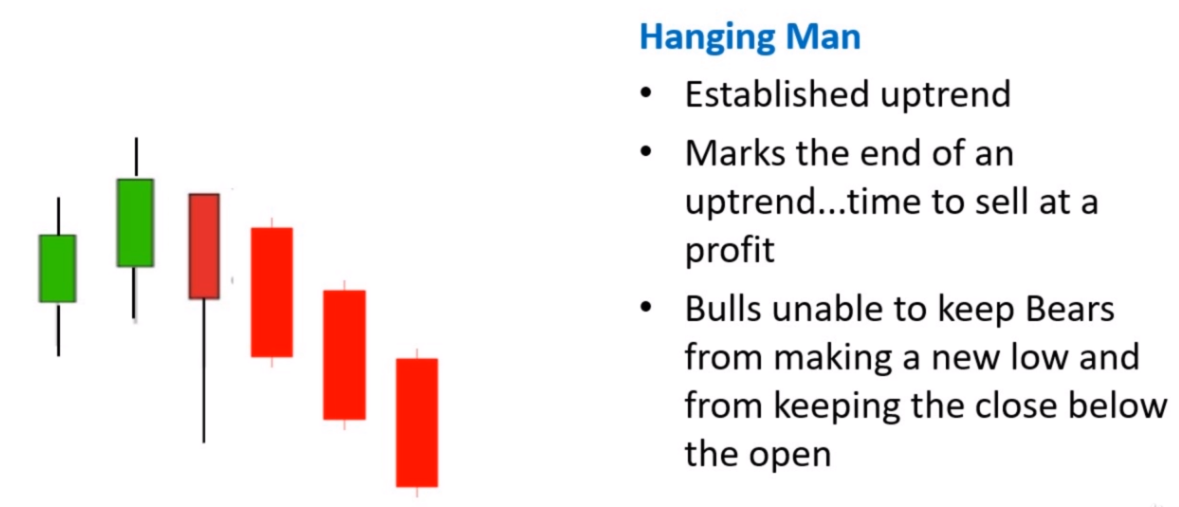 Hanging Man
• Established uptrend
• Marks the end of an
uptrend...time to sell at a
profit
• Bulls unable to keep Bears
from making a new low and
from keeping the close below
the open